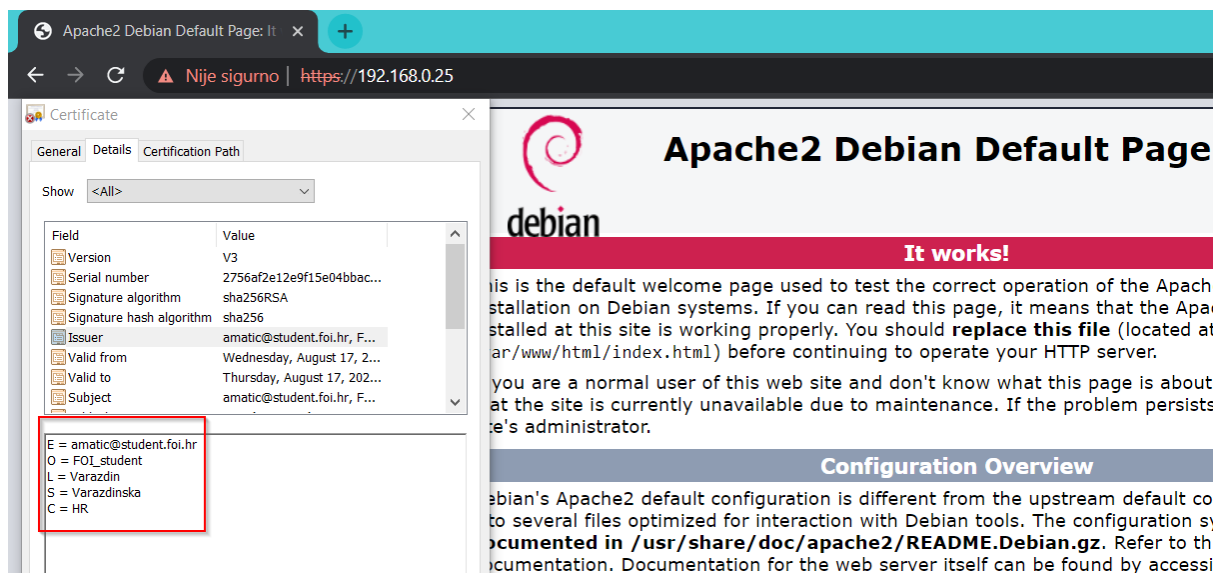 Apache2 Debian Default Page: It
Nije sigurno | https://192.168.0.25
Certificate
General Details Certification Path
Show <All>
Field Value
Version V3
Serial number 2756af2e12e9f15e04bbac...
Signature algorithm sha256RSA
Signature hash algorithm sha256
Issuer amatic@student.foi.hr, F...
Valid from Wednesday, August 17, 2...
Valid to Thursday, August 17, 202...
Subject amatic@student.foi.hr, F...
E = amatic@student.foi.hr
O = FOI_student
L = Varazdin
S = Varazdinska
C = HR
debian
Apache2 Debian Default Page
It works!
is is the default welcome page used to test the correct operation of the Apach
stallation on Debian systems. If you can read this page, it means that the Apa
stalled at this site is working properly. You should replace this file (located at
ar/www/html/index.html) before continuing to operate your HTTP server.
you are a normal user of this web site and don't know what this page is about
at the site is currently unavailable due to maintenance. If the problem persists
te's administrator.
Configuration Overview
ebian's Apache2 default configuration is different from the upstream default co
to several files optimized for interaction with Debian tools. The configuration sy
ocumented in /usr/share/doc/apache2/README.Debian.gz. Refer to th
ocumentation. Documentation for the web server itself can be found by accessi